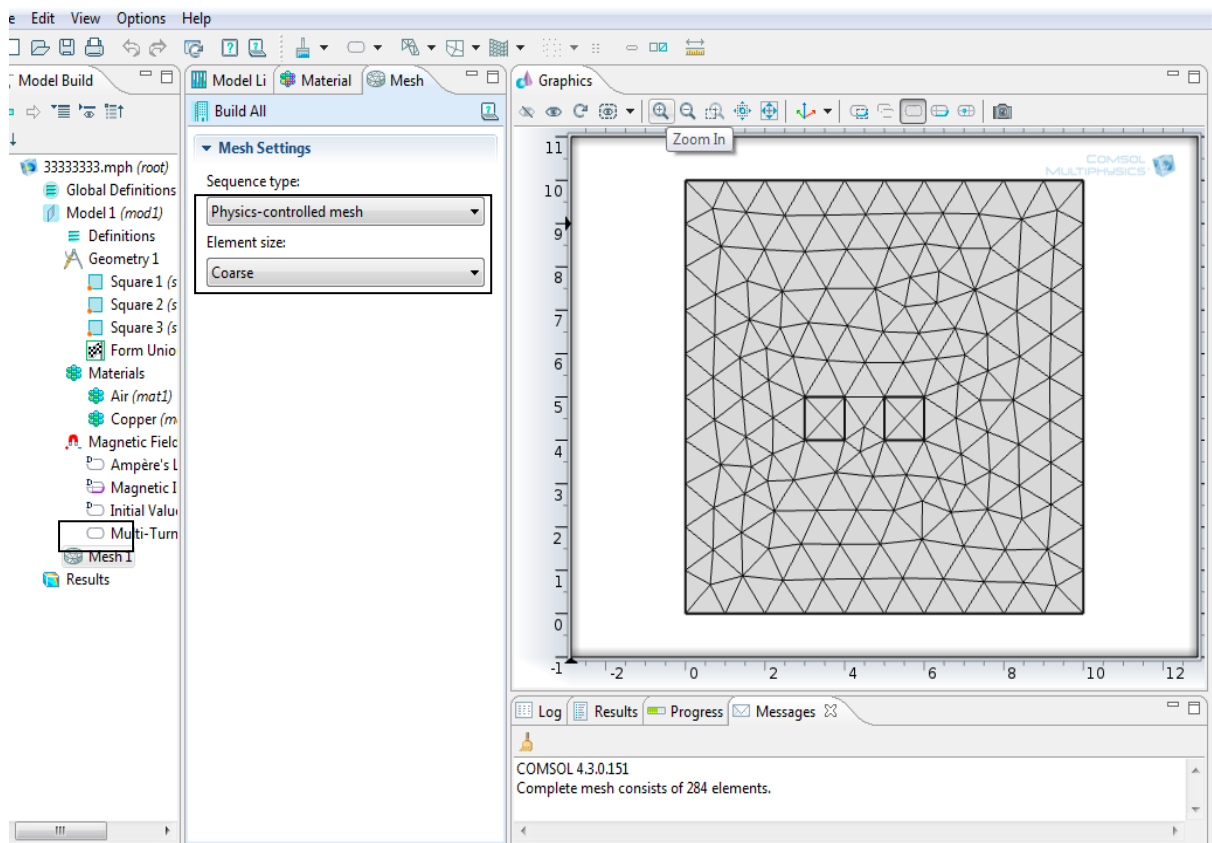 e Edit View Options Help
Model Build
Model Li Material Mesh
Graphics
Build All
Zoom In
Mesh Settings
Sequence type:
Physics-controlled mesh
Element size:
Coarse
33333333.mph (root)
Global Definitions
Model 1 (mod1)
Definitions
Geometry 1
Square 1 (s
Square 2 (s
Square 3 (s
Form Unio
Materials
Air (mat1)
Copper (m
Magnetic Fielc
Ampère's L
Magnetic I
Initial Valu
Multi-Turn
Mesh 1
Results
COMSOL
MULTIPHYSICS
11
10
9
8
7
6
5
4
3
2
1
0
-1
-2 0 2 4 6 8 10 12
Log Results Progress Messages
COMSOL 4.3.0.151
Complete mesh consists of 284 elements.